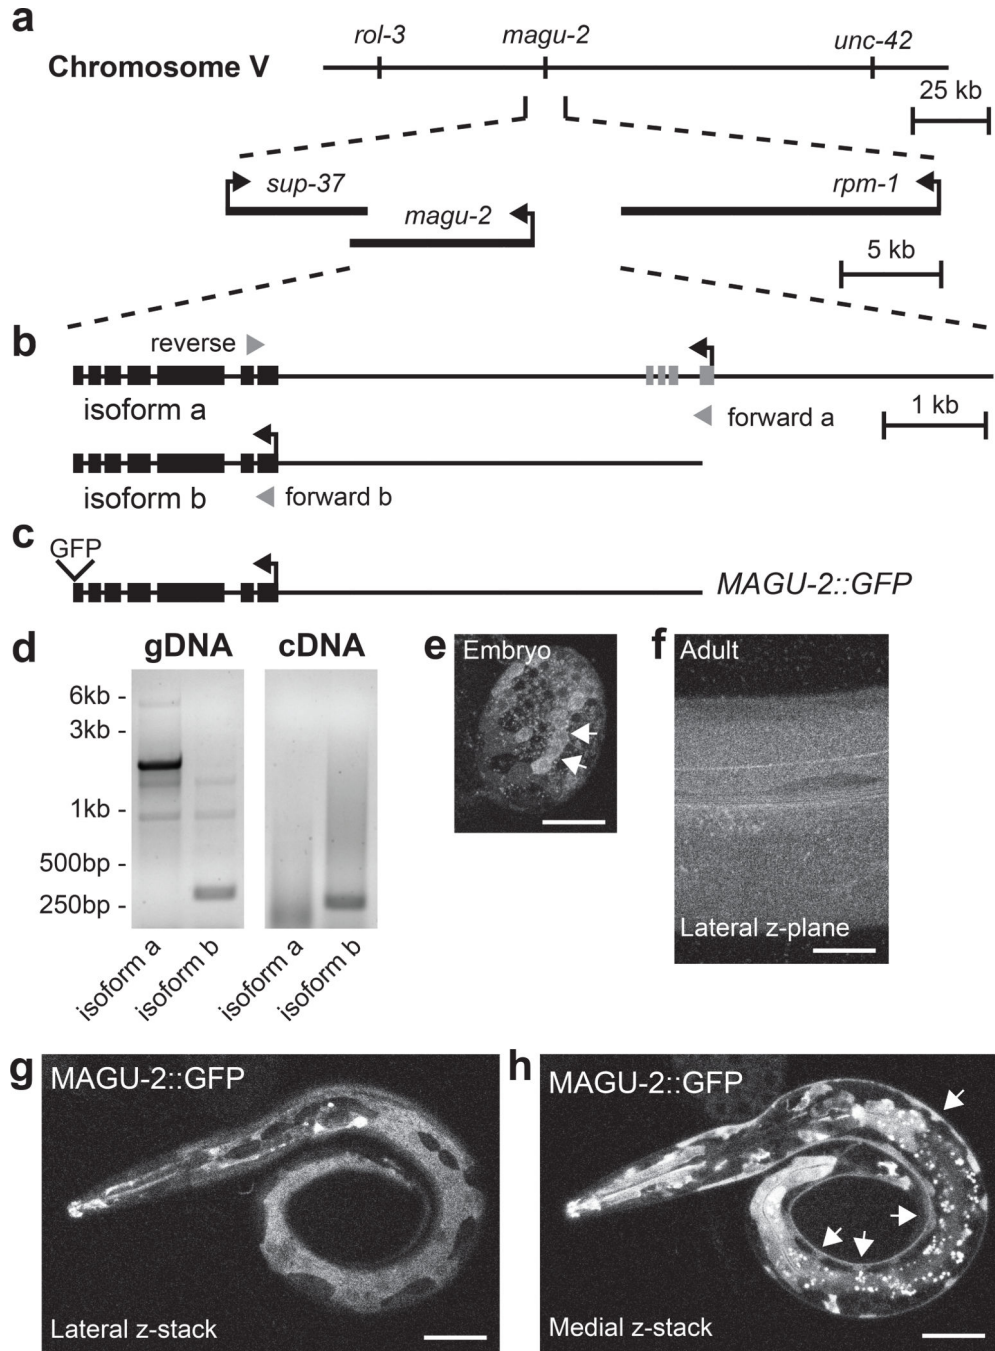 a
rol-3 magu-2 unc-42
Chromosome V
25 kb
sup-37 rpm-1
magu-2
5 kb
b
reverse
isoform a
forward a
1 kb
isoform b
forward b
c
GFP
MAGU-2::GFP
d
gDNA cDNA
6kb -
3kb -
1kb -
500bp -
250bp -
isoform a
isoform b
isoform a
isoform b
e
Embryo
f
Adult
Lateral z-plane
g
MAGU-2::GFP
Lateral z-stack
h
MAGU-2::GFP
Medial z-stack